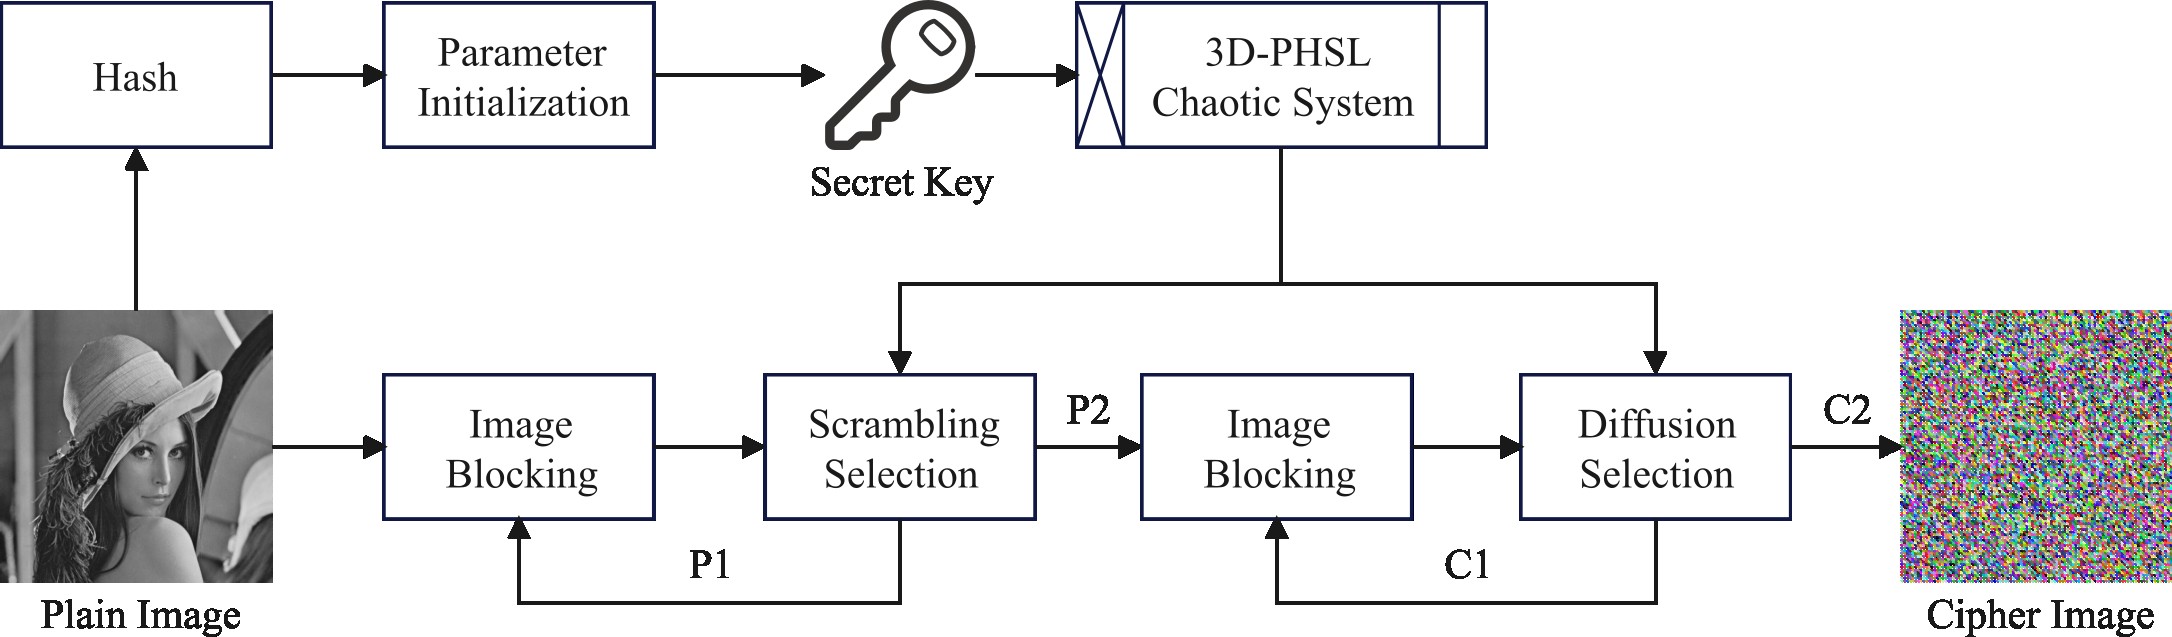 Hash
Parameter
Initialization
Secret Key
3D-PHSL
Chaotic System
Plain Image
Image
Blocking
P1
Scrambling
Selection
P2
Image
Blocking
C1
Diffusion
Selection
C2
Cipher Image